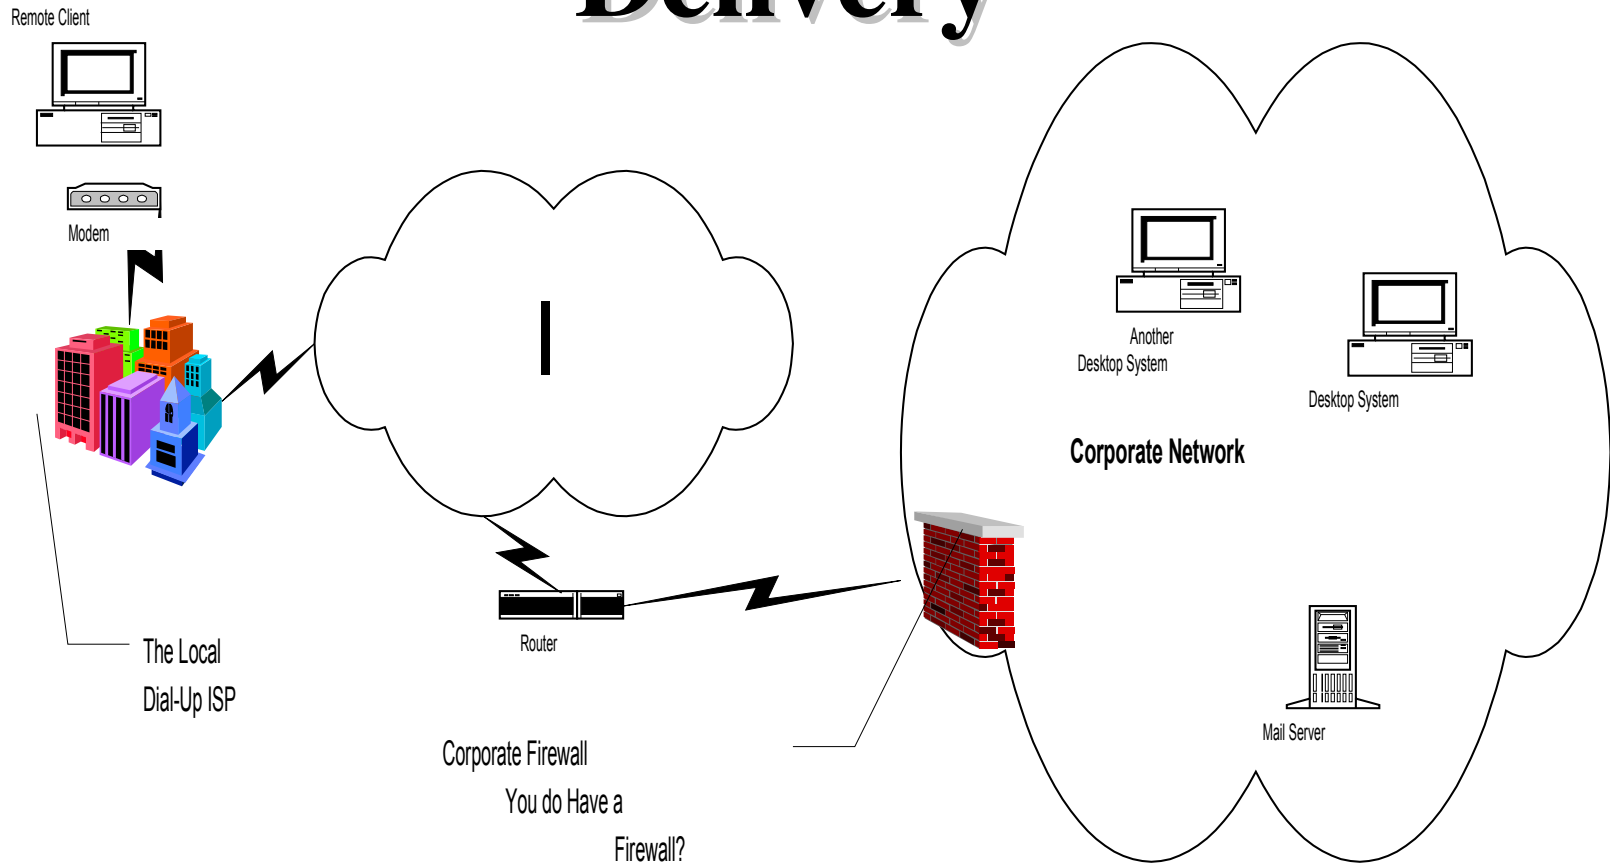 Delivery
Remote Client
Modem
I
Another
Desktop System
Desktop System
Corporate Network
Router
The Local
Dial-Up ISP
Mail Server
Corporate Firewall
You do Have a
Firewall?